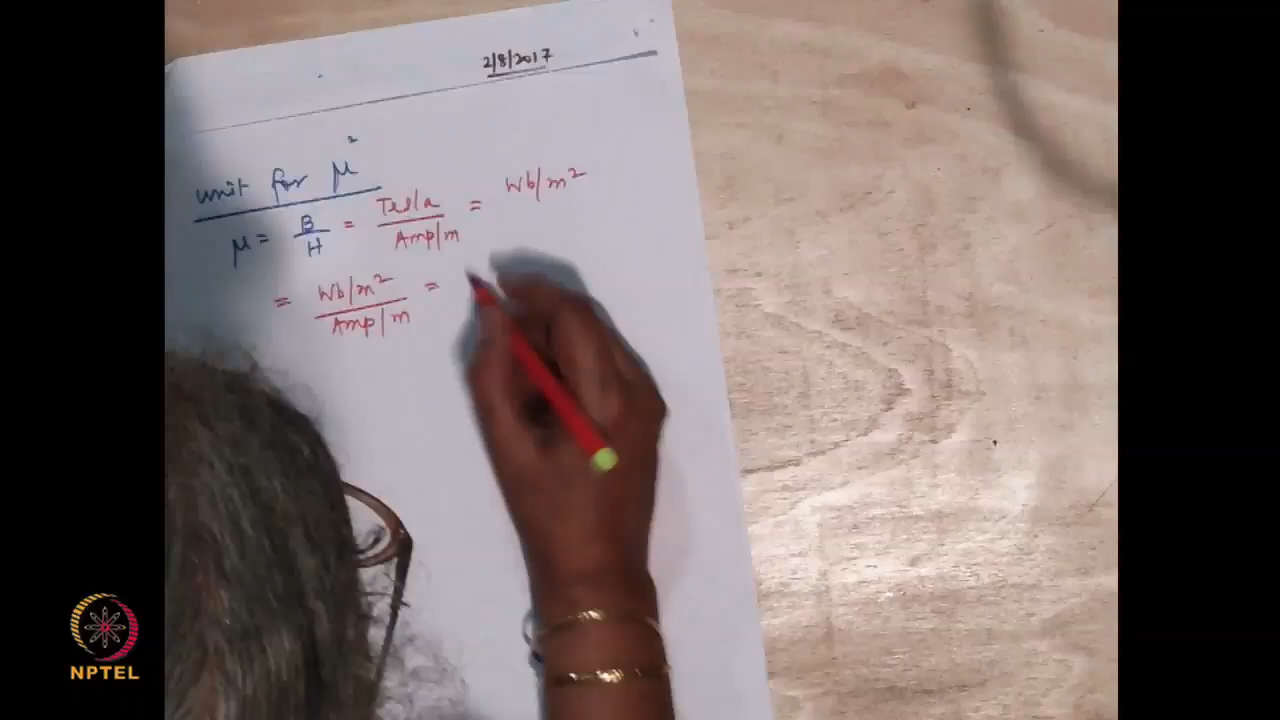 2/8/2017
unit for μ ?
μ = B/H = Tesla / Amp/m = Wb/m²
= Wb/m² / Amp/m =
NPTEL